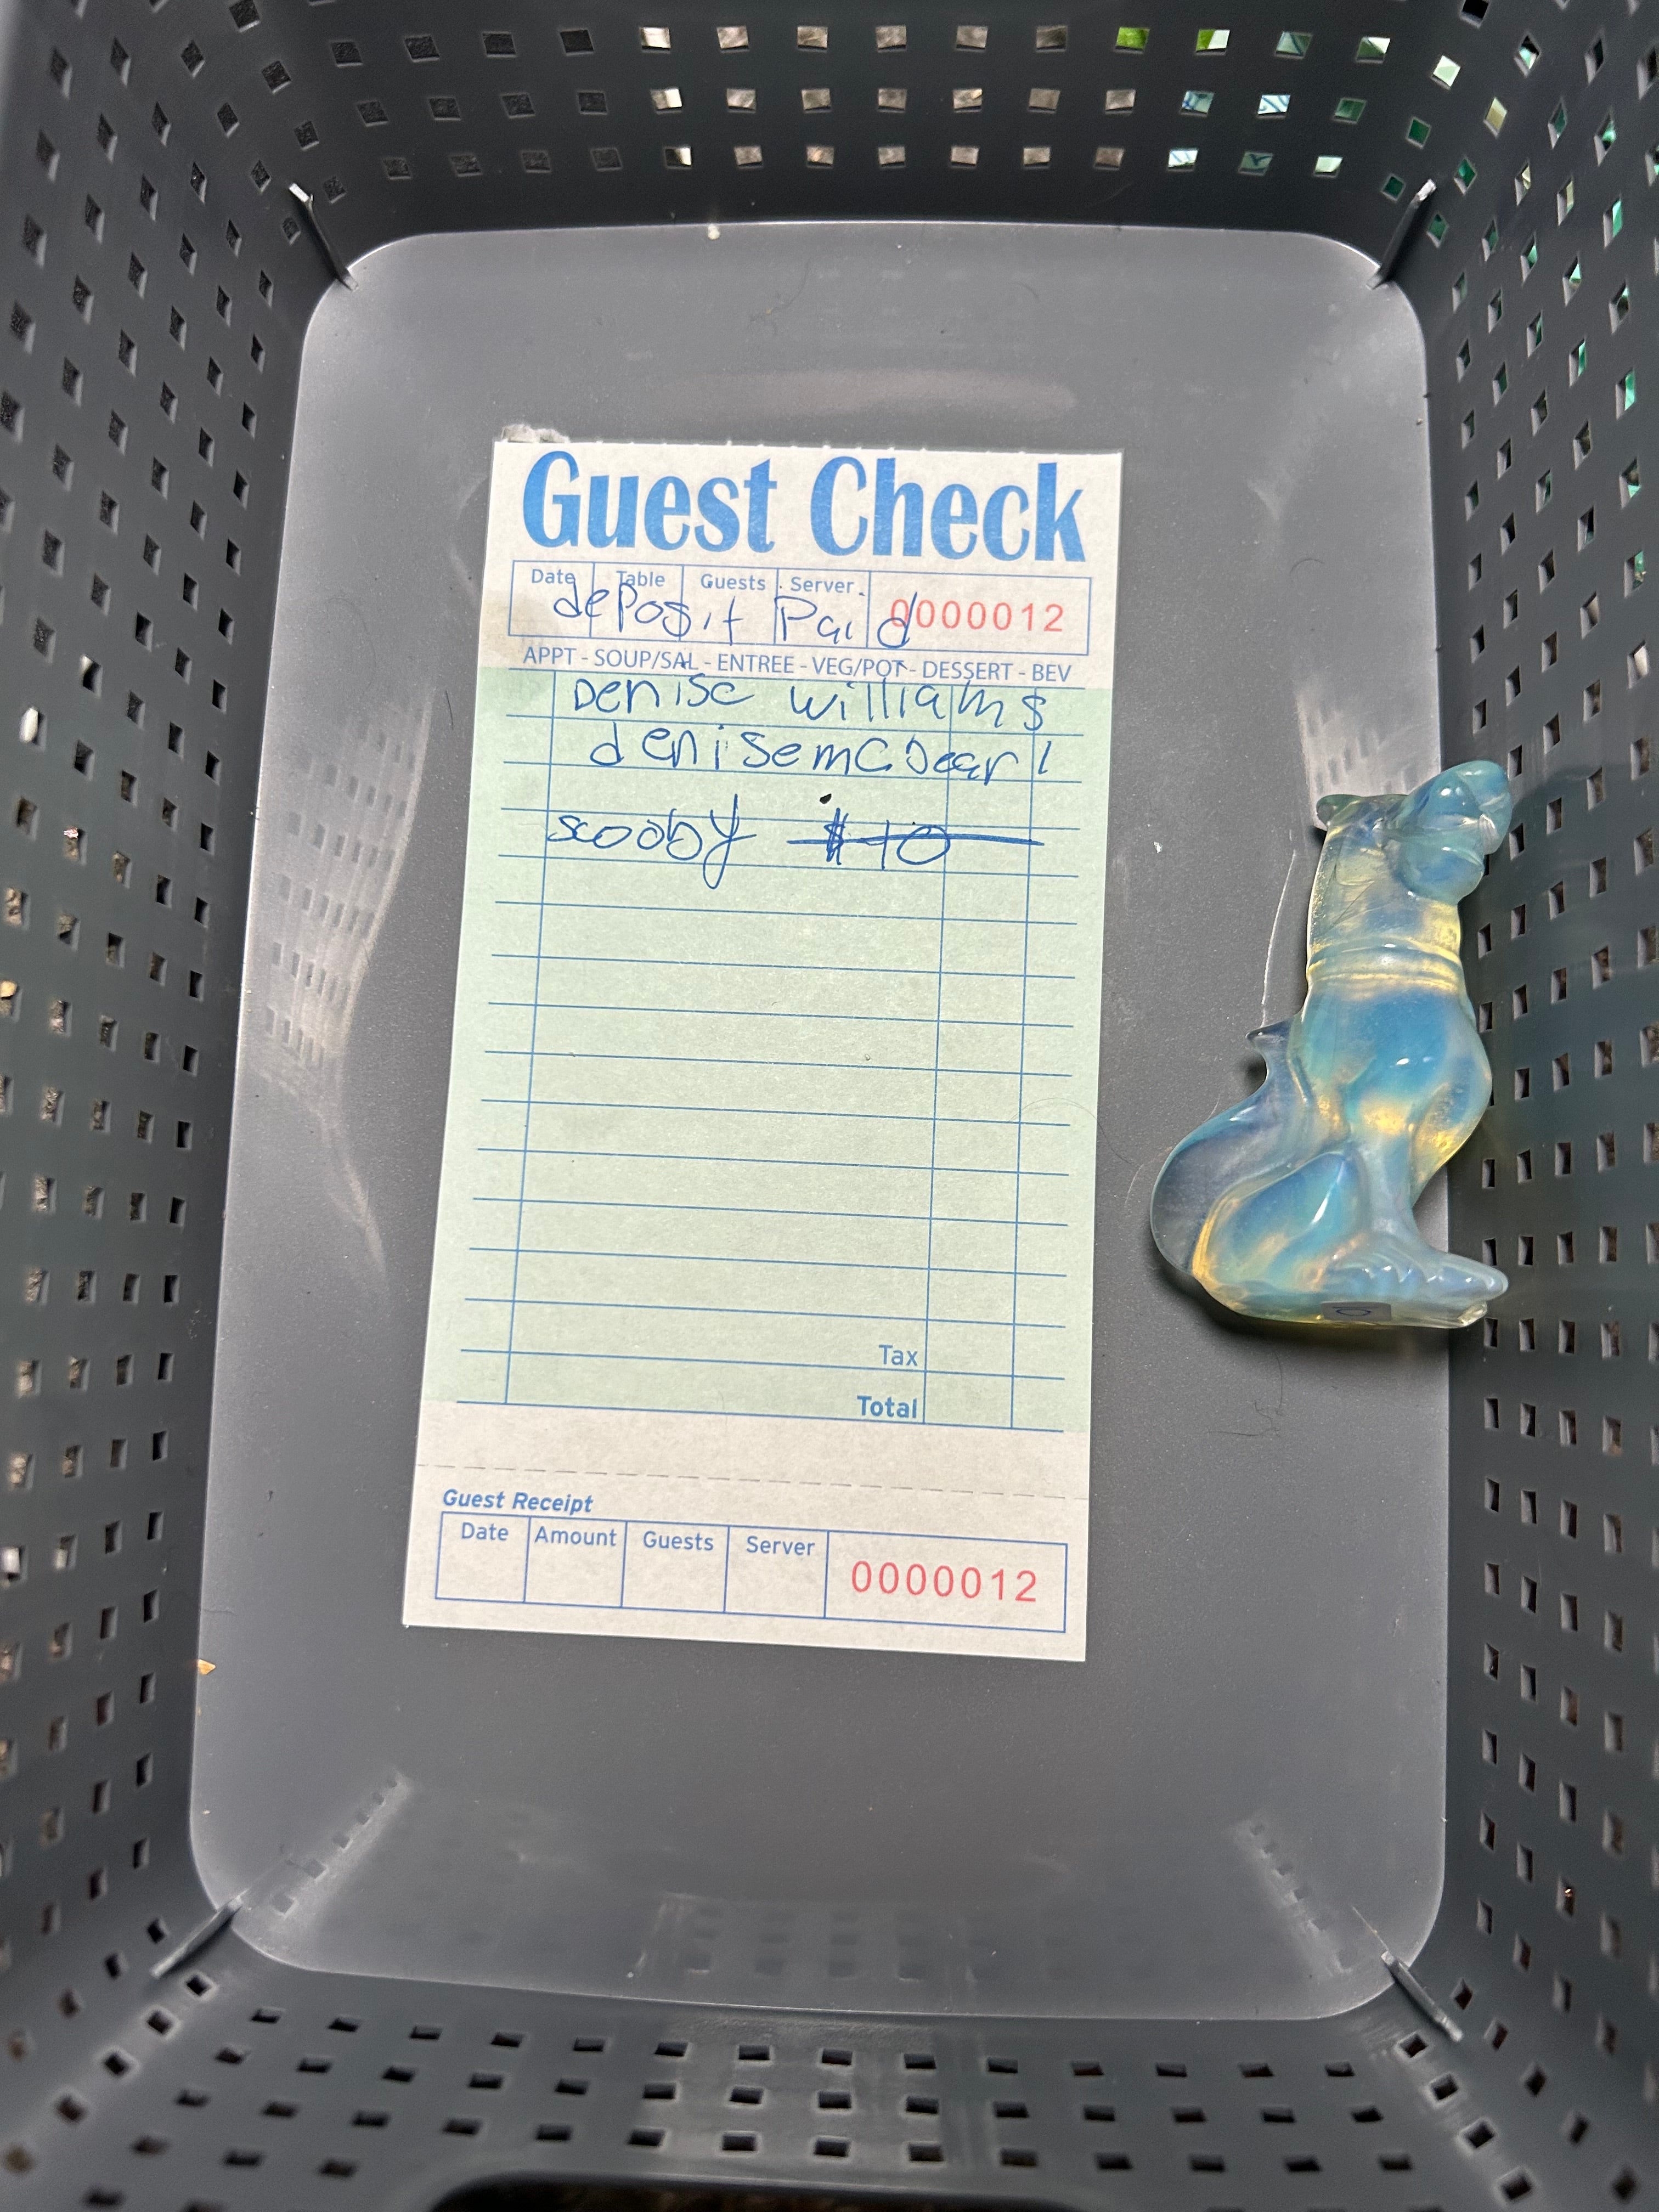 Guest Check
Date Table Guests Server 0000012
deposit Paid
APPT - SOUP/SAL - ENTREE - VEG/POT - DESSERT - BEV
Denise williams
denisemcdearl
scooby $10
Tax
Total
Guest Receipt
Date Amount Guests Server 0000012